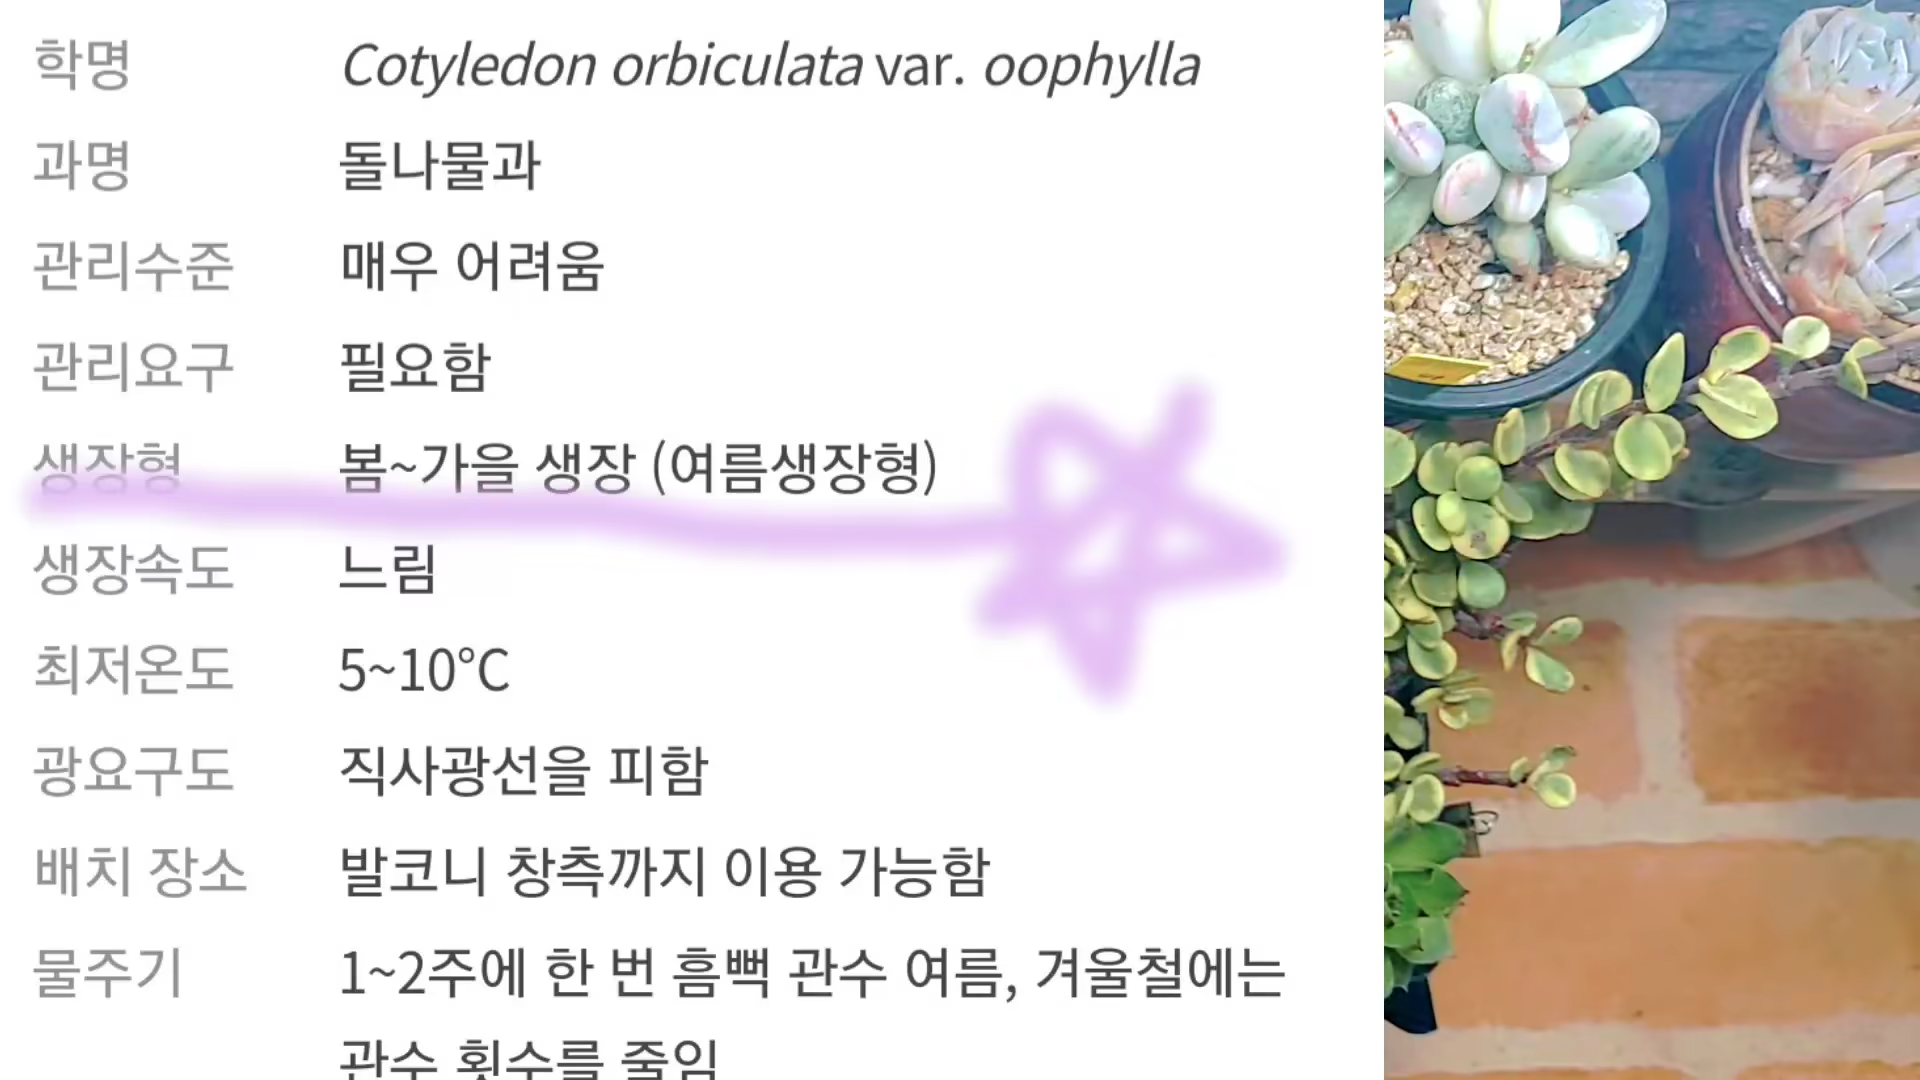 학명 Cotyledon orbiculata var. oophylla
과명 돌나물과
관리수준 매우 어려움
관리요구 필요함
생장형 봄~가을 생장 (여름생장형)
생장속도 느림
최저온도 5~10°C
광요구도 직사광선을 피함
배치 장소 발코니 창측까지 이용 가능함
물주기 1~2주에 한 번 흠뻑 관수 여름, 겨울철에는
관수 횟수를 줄임